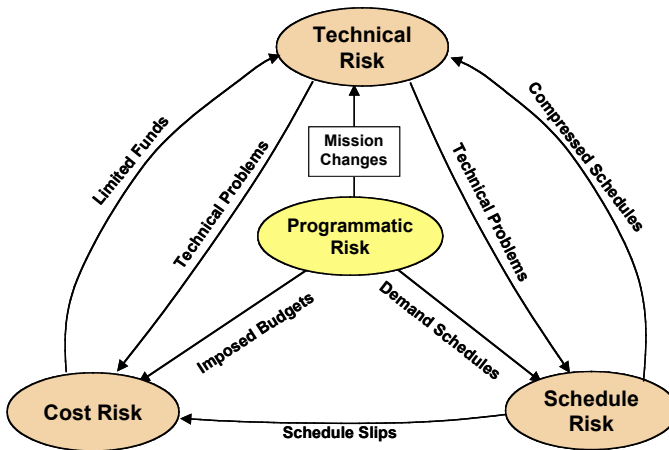 Technical
Risk
Limited Funds
Technical Problems
Mission
Changes
Technical Problems
Compressed Schedules
Programmatic
Risk
Imposed Budgets
Demand Schedules
Cost Risk
Schedule Slips
Schedule
Risk